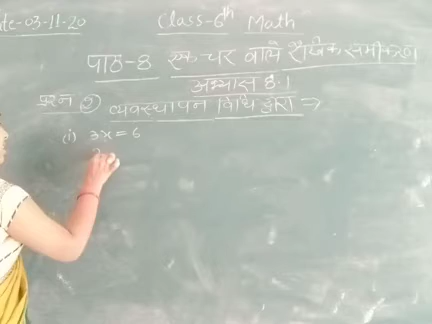 Date-03-11-20 Class-6th Math
पाठ-8 एक चर वाले रैखिक समीकरण
अभ्यास 8.1
प्रश्न ② व्यवस्थापन विधि द्वारा ⇒
(i) 3x = 6